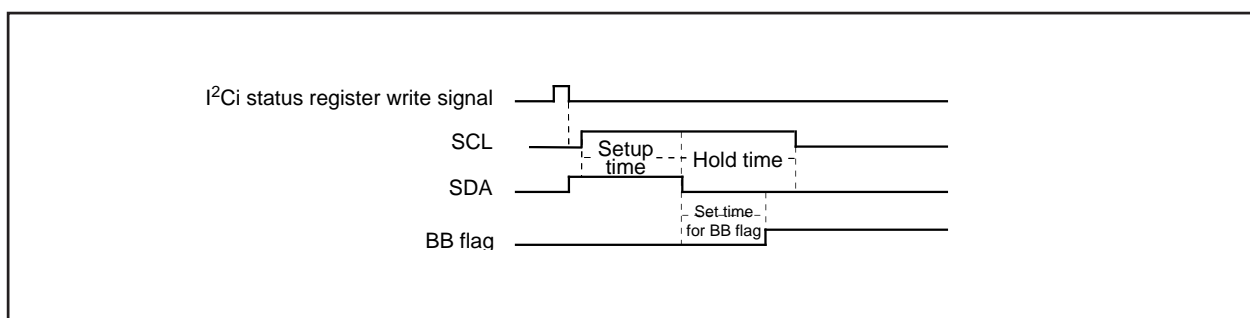 I²Ci status register write signal
SCL
Setup
time
Hold time
SDA
Set time
for BB flag
BB flag